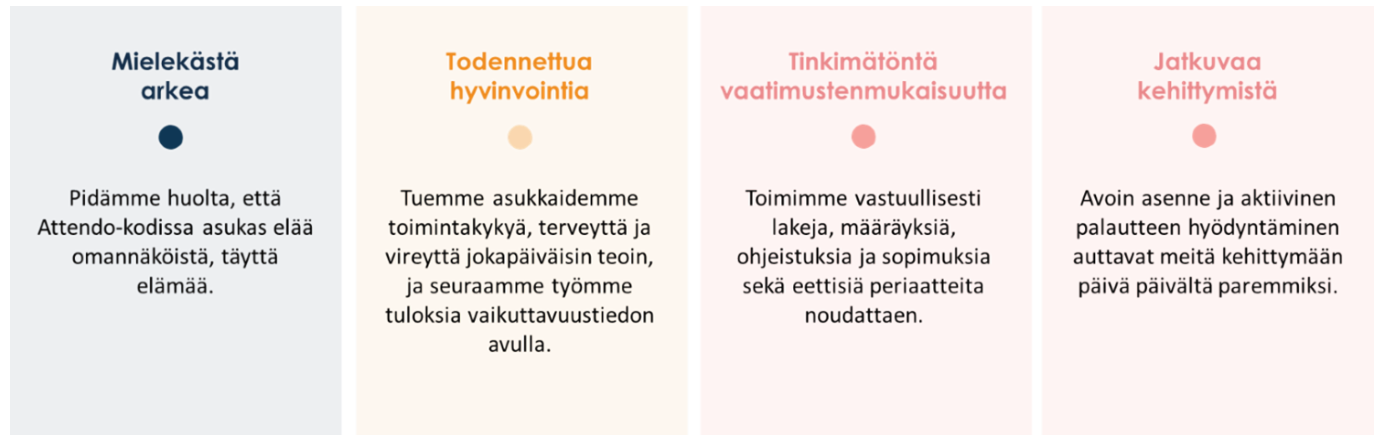 Mielekästä
arkea
Pidämme huolta, että
Attendo-kodissa asukas elää
omannäköistä, täyttä
elämää.
Todennettua
hyvinvointia
Tuemme asukkaidemme
toimintakykyä, terveyttä ja
vireyttä jokapäiväisin teoin,
ja seuraamme työmme
tuloksia vaikuttavuustiedon
avulla.
Tinkimätöntä
vaatimustenmukaisuutta
Toimimme vastuullisesti
lakeja, määräyksiä,
ohjeistuksia ja sopimuksia
sekä eettisiä periaatteita
noudattaen.
Jatkuvaa
kehittymistä
Avoin asenne ja aktiivinen
palautteen hyödyntäminen
auttavat meitä kehittymään
päivä päivältä paremmiksi.